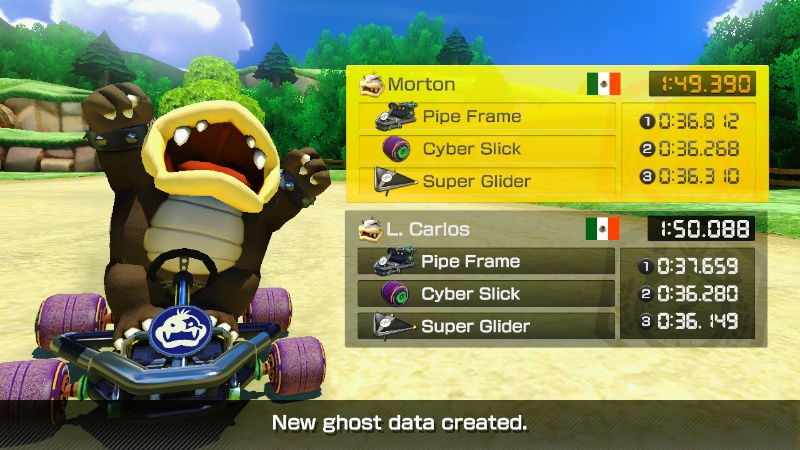 Morton 1:49.390
Pipe Frame 1 0:36.812
Cyber Slick 2 0:36.268
Super Glider 3 0:36.310
L. Carlos 1:50.088
Pipe Frame 1 0:37.659
Cyber Slick 2 0:36.280
Super Glider 3 0:36.149
New ghost data created.